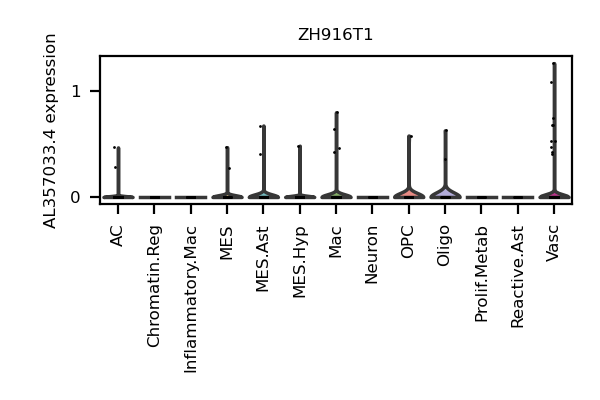 ZH916T1
AL357033.4 expression
1
0
AC
Chromatin.Reg
Inflammatory.Mac
MES
MES.Ast
MES.Hyp
Mac
Neuron
OPC
Oligo
Prolif.Metab
Reactive.Ast
Vasc